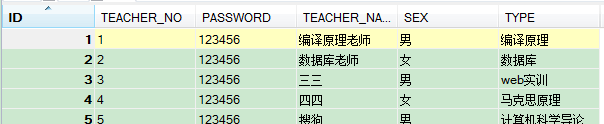 ID TEACHER_NO PASSWORD TEACHER_NA... SEX TYPE
1 1 123456 编译原理老师 男 编译原理
2 2 123456 数据库老师 女 数据库
3 3 123456 三三 男 web实训
4 4 123456 四四 女 马克思原理
5 5 123456 搜狗 男 计算机科学导论